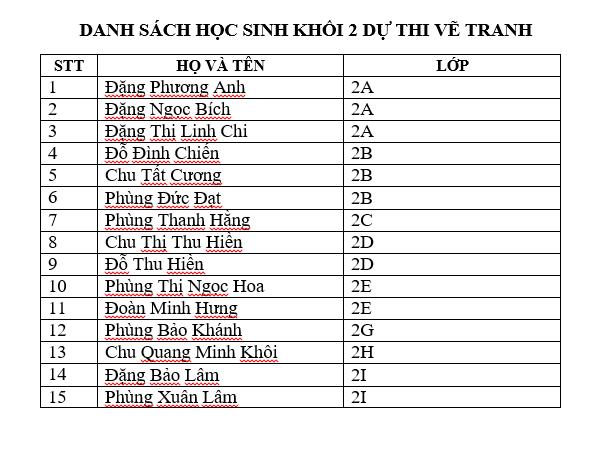 DANH SÁCH HỌC SINH KHỐI 2 DỰ THI VẼ TRANH
STT HỌ VÀ TÊN LỚP
1 Đặng Phương Anh 2A
2 Đặng Ngọc Bích 2A
3 Đặng Thị Linh Chi 2A
4 Đỗ Đình Chiến 2B
5 Chu Tất Cương 2B
6 Phùng Đức Đạt 2B
7 Phùng Thanh Hằng 2C
8 Chu Thị Thu Hiền 2D
9 Đỗ Thu Hiền 2D
10 Phùng Thị Ngọc Hoa 2E
11 Đoàn Minh Hưng 2E
12 Phùng Bảo Khánh 2G
13 Chu Quang Minh Khôi 2H
14 Đặng Bảo Lâm 2I
15 Phùng Xuân Lâm 2I